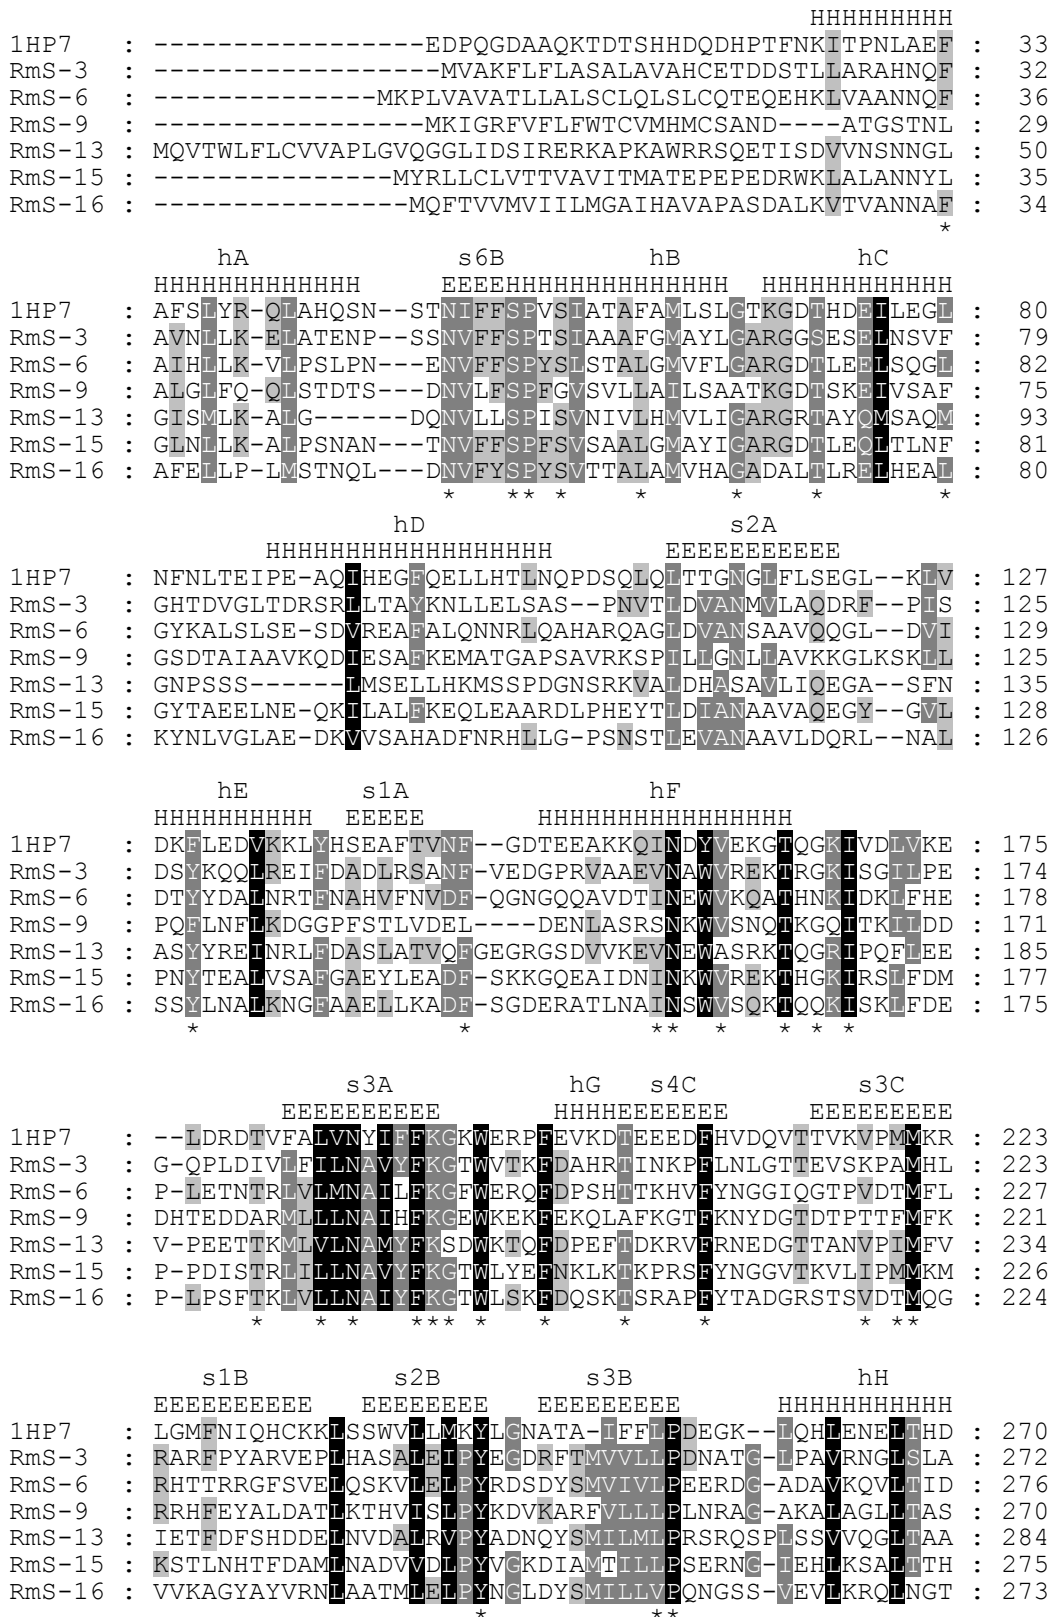 HHHHHHHHH
1HP7 : -----------------EDPQGDAAQKTDTSHHDQDHPTFNKITPNLAEF : 33
RmS-3 : ------------------MVAKFLFLASALAVAHCETDDSTLLARAHNQF : 32
RmS-6 : --------------MKPLVAVATLLALSCLQLSLCQTEQEHKLVAANNQF : 36
RmS-9 : -----------------MKIGRFVFLFWTCVMHMCSAND----ATGSTNL : 29
RmS-13 : MQVTWLFLCVVAPLGVQGGLIDSIRERKAPKAWRRSQETISDVVNSNNGL : 50
RmS-15 : ---------------MYRLLCLVTTVAVITMATEPEPEDRWKLALANNYL : 35
RmS-16 : ----------------MQFTVVMVIILMGAIHAVAPASDALKVTVANNAF : 34
*
hA s6B hB hC
HHHHHHHHHHHHH EEEEHHHHHHHHHHHHHHH HHHHHHHHHHHH
1HP7 : AFSLYR-QLAHQSN---STNIFFSPVSIATAFAMLSLGTKGDTHDEILEGL : 80
RmS-3 : AVNLLK-ELATENP---SSNVFFSPTSIAAAFGMAYLGARGGSESELNSVF : 79
RmS-6 : AIHLLK-VLPSLPN---ENVFFSPYSLSTALGMVFLGARGDTLEELSQGL : 82
RmS-9 : ALGLFQ-QLSTDTS---DNVLFSPFGVSVLLAILSAATKGDTSKEIVSAF : 75
RmS-13 : GISMLK-ALG------DQNVLLSPISVNIVLHMVLIGARGRTAYQMSAQM : 93
RmS-15 : GLNLLK-ALPSNAN---TNVFFSPFSVSAALGMAYIGARGDTLEQLTLNF : 81
RmS-16 : AFELLP-LMSTNQL---DNVFYSPYSVTTALAMVHAGADALTLRELHEAL : 80
* ** * * * * *
hD s2A
HHHHHHHHHHHHHHHHHH EEEEEEEEEEE
1HP7 : NFNLTEIPE-AQIHEGFQELLHTLNQPDSQLQLTTGNGLFLSEGL--KLV : 127
RmS-3 : GHTDVGLTDRSRLLTAYKNLLELSAS--PNVTLDVANMVLAQDRF--PIS : 125
RmS-6 : GYKALSLSE-SDVREAFALQNNRLQAHARQAGLDVANSAAVQQGL--DVI : 129
RmS-9 : GSDTAIAAVKQDIESAFKEMATGAPSAVRKSPILLGNLLAVKKGLKSKLL : 125
RmS-13 : GNPSSS------LMSELLHKMSSPDGNSRKVALDHASAVLIQEGA--SFN : 135
RmS-15 : GYTAEELNE-QKILALFKEQLEAARDLPHEYTLDIANAAVAQEGY--GVL : 128
RmS-16 : KYNLVGLAE-DKVVSAHADFNRHLLG-PSNSTLEVANAAVLDQRL--NAL : 126
hE s1A hF
HHHHHHHHHH EEEEE HHHHHHHHHHHHHHHH
1HP7 : DKFLEDVKKLYHSEAFTVNF--GDTEEAKKQINDYVEKGTQGKIVDLVKE : 175
RmS-3 : DSYKQQLREIFDADLRSANF-VEDGPRVAAEVNAWVREKTRGKISGILPE : 174
RmS-6 : DTYYDALNRTFNAHVFNVDF-QGNGQQAVDTINEWVKQATHNKIDKLFHE : 178
RmS-9 : PQFLNFLKDGGPFSTLVDEL----DENLASRSNKWVSNQTKGQITKILDD : 171
RmS-13 : ASYYREINRLFDASLATVQFGEGRGSDVVKEVNEWASRKTQGRIPQFLEE : 185
RmS-15 : PNYTEALVSAFGAEYLEADF-SKKGQEAIDNINKWVREKTHGKIRSLFDM : 177
RmS-16 : SSYLNALKNGFAAELLKADF-SGDERATLNAINSWVSQKTQQKISKLFDE : 175
* * ** * * * *
s3A hG s4C s3C
EEEEEEEEEE HHHHEEEEEEE EEEEEEEEE
1HP7 : --LDRDTVFALVNYIFFKGKWERPFEVKDTEEEDFHVDQVTTVKVPMMKR : 223
RmS-3 : G-QPLDIVLFILNAVYFKGTWVTKFDAHRTINKPFLNLGTTEVSKPAMHL : 223
RmS-6 : P-LETNTRLVLMNAILFKGFWERQFDPSHTTKHVFYNGGIQGTPVDTMFL : 227
RmS-9 : DHTEDDARMLLLNAIHFKGEWKEKFEKQLAFKGTFKNYDGTDTPTTFMFK : 221
RmS-13 : V-PEETTKMLVLNAMYFKSDWKTQFDPEFTDKRVFRNEDGTTANVPIMFV : 234
RmS-15 : P-PDISTRLILLNAVYFKGTWLYEFNKLKTKPRSFYNGGVTKVLIPMMKM : 226
RmS-16 : P-LPSFTKLVLLNAIYFKGTWLSKFDQSKTSRAPFYTADGRSTSVDTMQG : 224
* * * *** * * * * * **
s1B s2B s3B hH
EEEEEEEEEE EEEEEEEE EEEEEEEEE HHHHHHHHHHH
1HP7 : LGMFNIQHCKKLSSWVLLMKYLGNATA-IFFLPDEGK--LQHLENELTHD : 270
RmS-3 : RARFPYARVEPLHASALEIPYEGDRFTMVVLLPDNATG-LPAVRNGLSLA : 272
RmS-6 : RHTTRRGFSVELQSKVLELPYRDSDYSMVIVLPEERDG-ADAVKQVLTID : 276
RmS-9 : RRHFEYALDATLKTHVISLPYKDVKARFVLLLPLNRAG-AKALAGLLTAS : 270
RmS-13 : IETFDFSHDDELNVDALRVPYADNQYSMILMLPRSRQSPLSSVVQGLTAA : 284
RmS-15 : KSTLNHTFDAMLNADVVDLPYVGKDIAMTILLPSERNG-IEHLKSALTTH : 275
RmS-16 : VVKAGYAYVRNLAATMLELPYNGLDYSMILLVPQNGSS-VEVLKRQLNGT : 273
* **